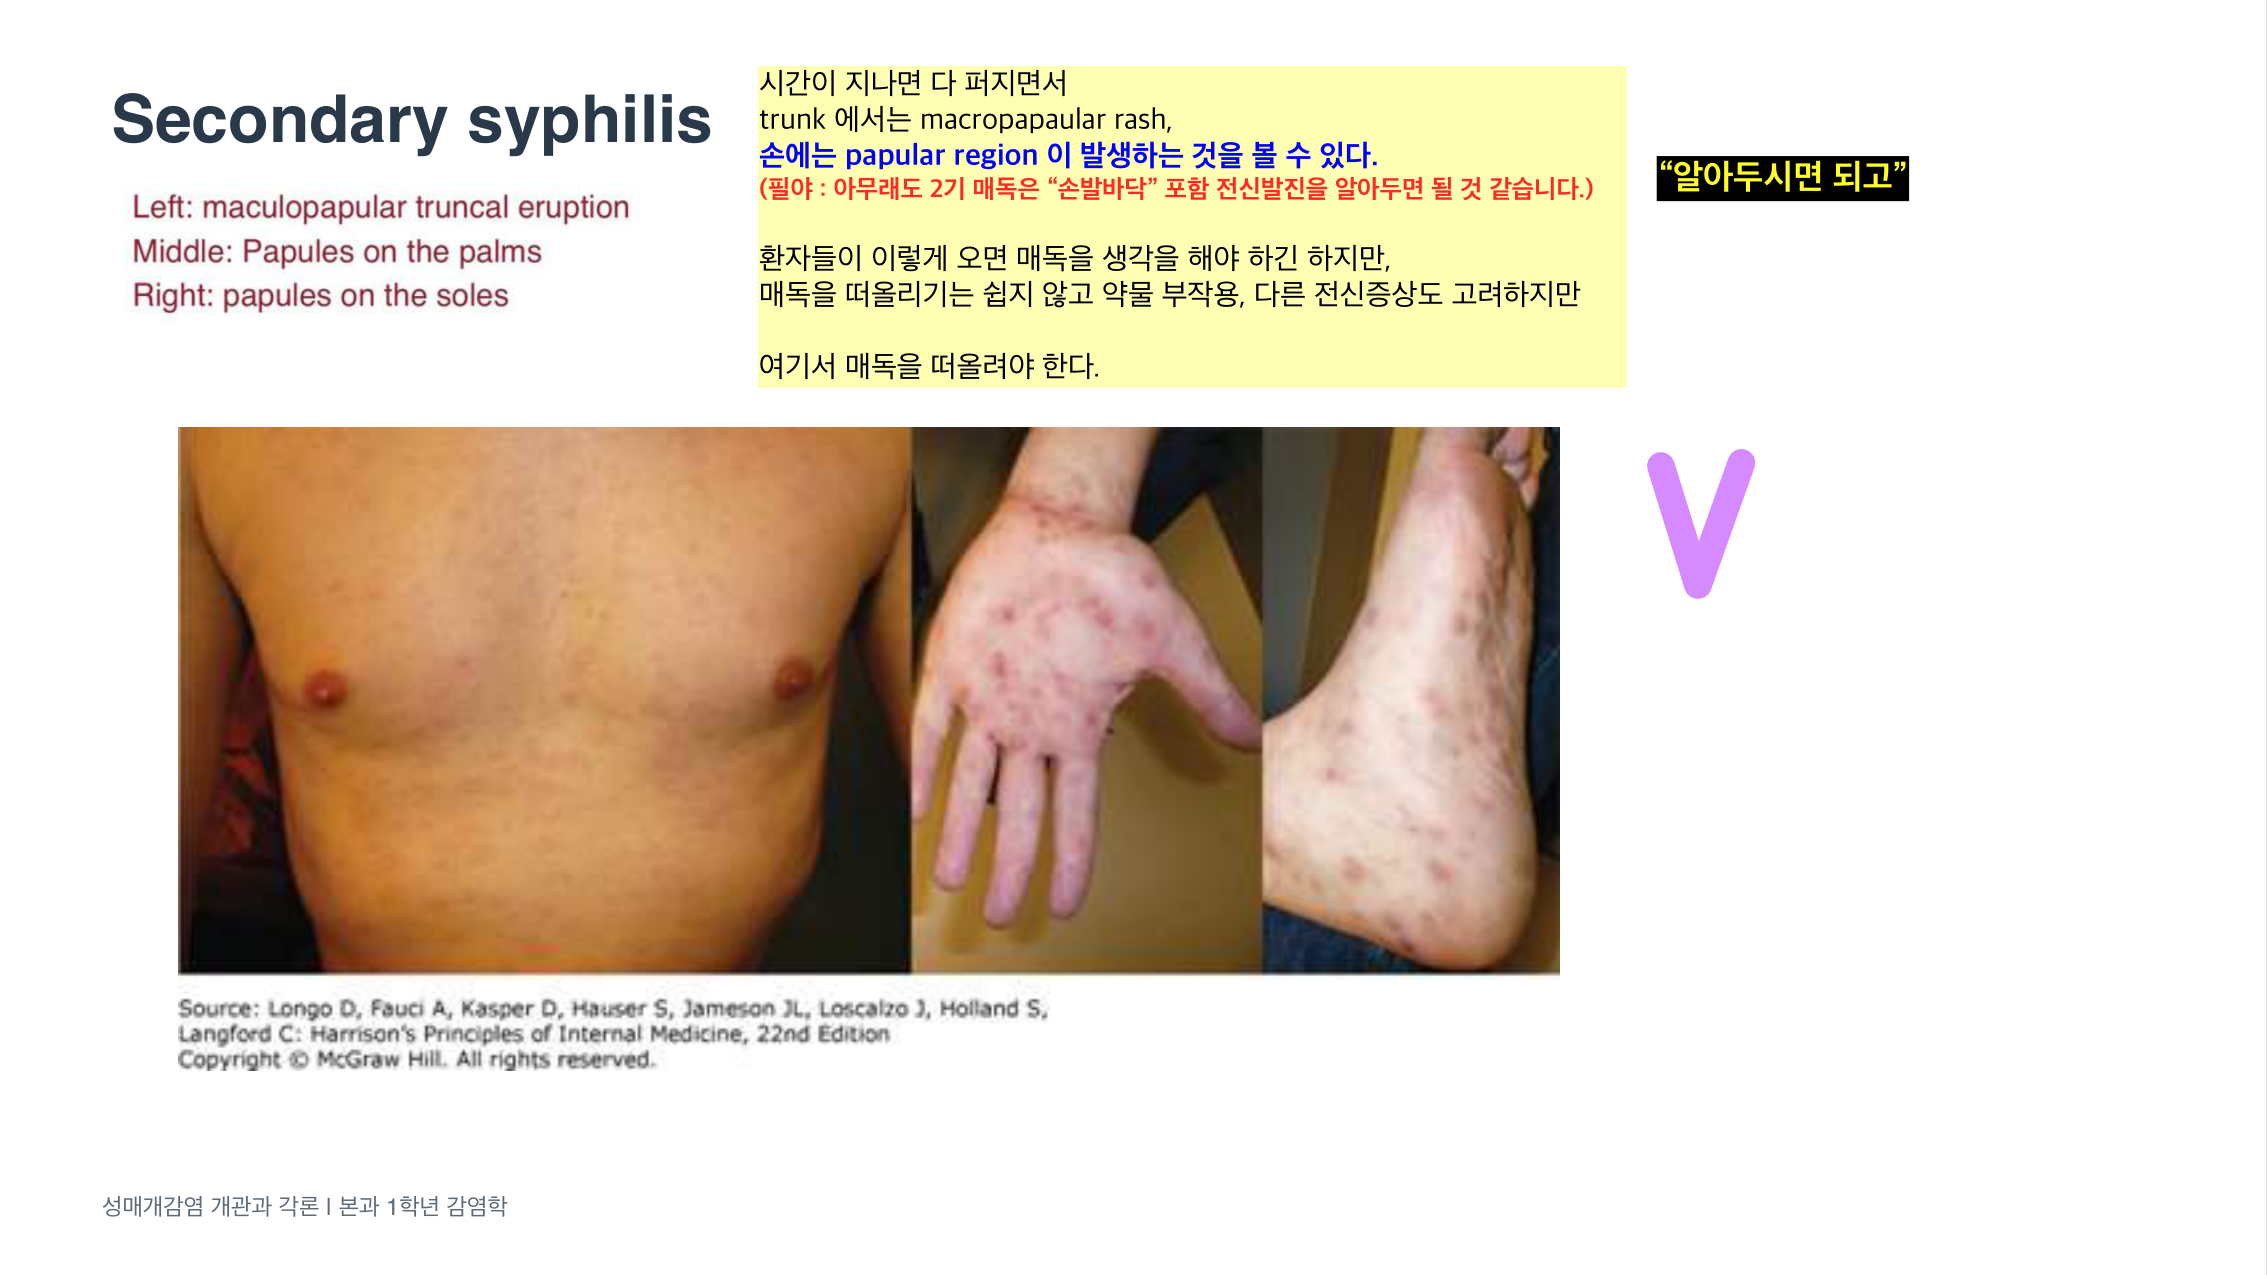 Secondary syphilis
Left: maculopapular truncal eruption
Middle: Papules on the palms
Right: papules on the soles
시간이 지나면 다 퍼지면서
trunk 에서는 macropapaular rash,
손에는 papular region 이 발생하는 것을 볼 수 있다.
(필야 : 아무래도 2기 매독은 “손발바닥” 포함 전신발진을 알아두면 될 것 같습니다.)
환자들이 이렇게 오면 매독을 생각을 해야 하긴 하지만,
매독을 떠올리기는 쉽지 않고 약물 부작용, 다른 전신증상도 고려하지만
여기서 매독을 떠올려야 한다.
“알아두시면 되고”
V
Source: Longo D, Fauci A, Kasper D, Hauser S, Jameson JL, Loscalzo J, Holland S,
Langford C: Harrison's Principles of Internal Medicine, 22nd Edition
Copyright © McGraw Hill. All rights reserved.
성매개감염 개관과 각론 | 본과 1학년 감염학